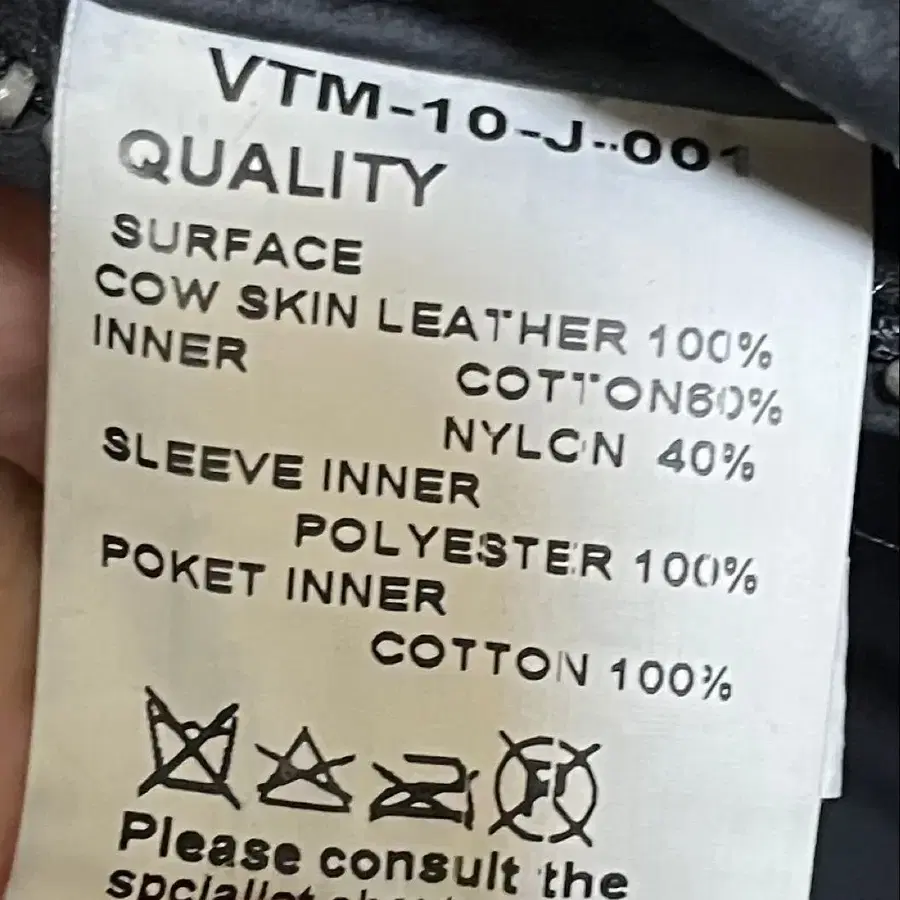 VTM-10-J-001
QUALITY
SURFACE
COW SKIN LEATHER 100%
INNER COTTON60%
NYLON 40%
SLEEVE INNER
POLYESTER 100%
POKET INNER
COTTON 100%
Please consult the